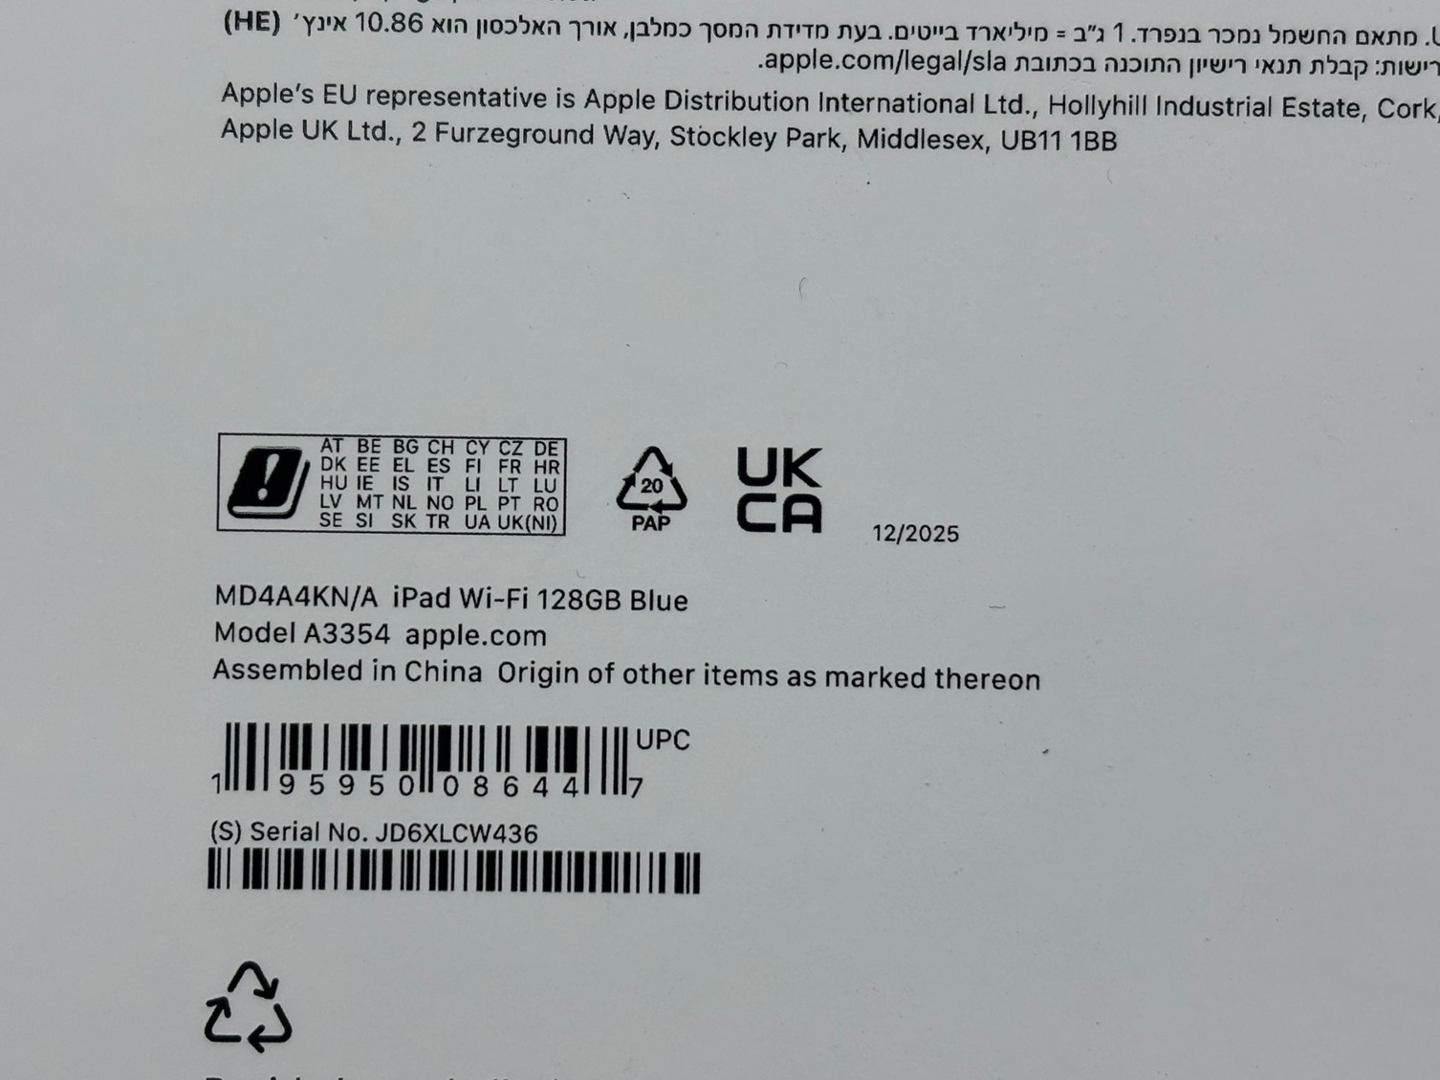 (HE) מתאם החשמל נמכר בנפרד. 1 ג"ב = מיליארד בייטים. בעת מדידת המסך כמלבן, אורך האלכסון הוא 10.86 אינץ'.
קבלת תנאי רישיון התוכנה בכתובת apple.com/legal/sla.
Apple's EU representative is Apple Distribution International Ltd., Hollyhill Industrial Estate, Cork,
Apple UK Ltd., 2 Furzeground Way, Stockley Park, Middlesex, UB11 1BB
AT BE BG CH CY CZ DE
DK EE EL ES FI FR HR
HU IE IS IT LI LT LU
LV MT NL NO PL PT RO
SE SI SK TR UA UK(NI)
20
PAP
UK
CA
12/2025
MD4A4KN/A iPad Wi-Fi 128GB Blue
Model A3354 apple.com
Assembled in China Origin of other items as marked thereon
UPC
1 95950 08644 7
(S) Serial No. JD6XLCW436